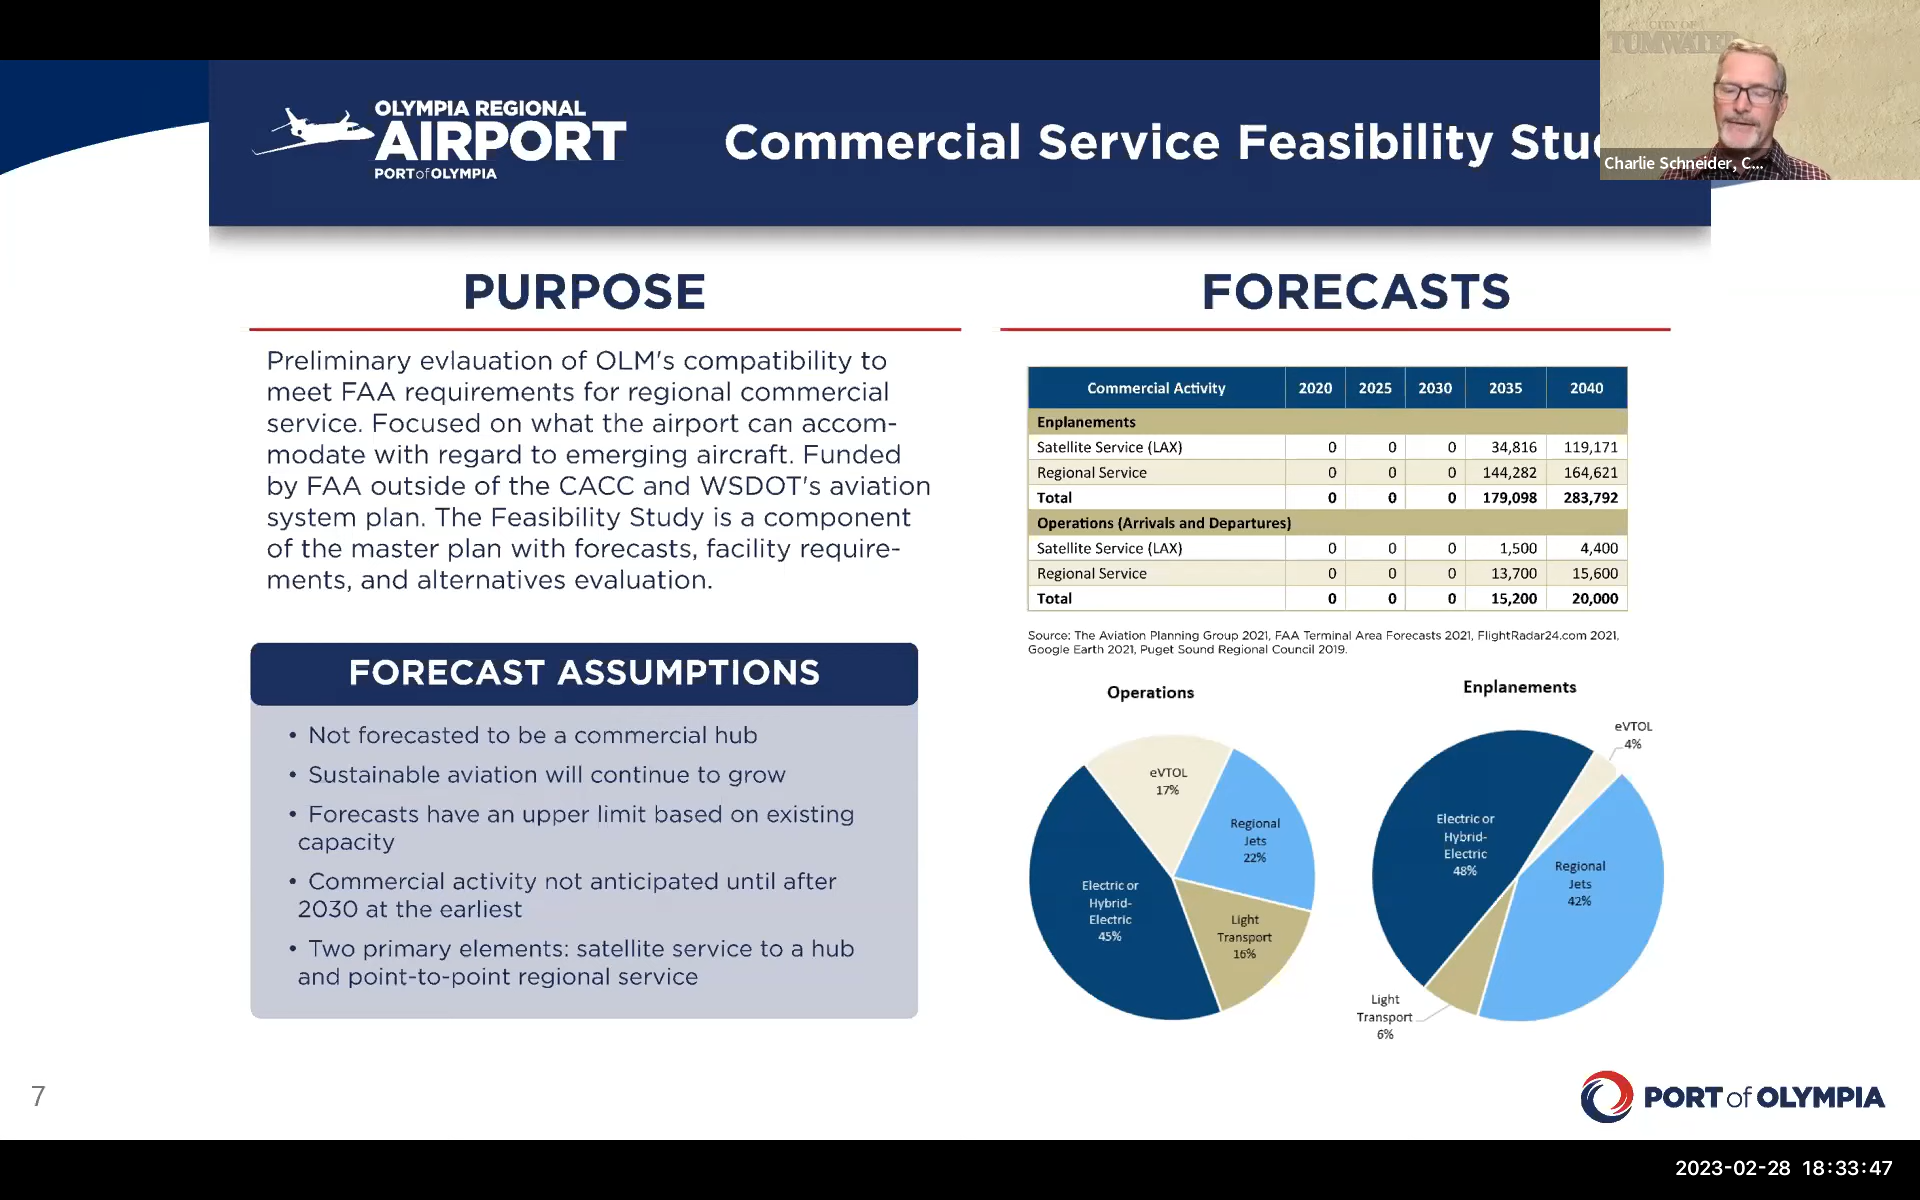 CITY OF
TUMWATER
Charlie Schneider, C...
OLYMPIA REGIONAL
AIRPORT
PORT of OLYMPIA
Commercial Service Feasibility Stu
PURPOSE
Preliminary evlauation of OLM's compatibility to
meet FAA requirements for regional commercial
service. Focused on what the airport can accom-
modate with regard to emerging aircraft. Funded
by FAA outside of the CACC and WSDOT's aviation
system plan. The Feasibility Study is a component
of the master plan with forecasts, facility require-
ments, and alternatives evaluation.
FORECAST ASSUMPTIONS
• Not forecasted to be a commercial hub
• Sustainable aviation will continue to grow
• Forecasts have an upper limit based on existing
capacity
• Commercial activity not anticipated until after
2030 at the earliest
• Two primary elements: satellite service to a hub
and point-to-point regional service
FORECASTS
Commercial Activity 2020 2025 2030 2035 2040
Enplanements
Satellite Service (LAX) 0 0 0 34,816 119,171
Regional Service 0 0 0 144,282 164,621
Total 0 0 0 179,098 283,792
Operations (Arrivals and Departures)
Satellite Service (LAX) 0 0 0 1,500 4,400
Regional Service 0 0 0 13,700 15,600
Total 0 0 0 15,200 20,000
Source: The Aviation Planning Group 2021, FAA Terminal Area Forecasts 2021, FlightRadar24.com 2021,
Google Earth 2021, Puget Sound Regional Council 2019.
Operations
eVTOL
17%
Regional
Jets
22%
Electric or
Hybrid-
Electric
45%
Light
Transport
16%
Enplanements
eVTOL
4%
Electric or
Hybrid-
Electric
48%
Regional
Jets
42%
Light
Transport
6%
7
PORT of OLYMPIA
2023-02-28 18:33:47